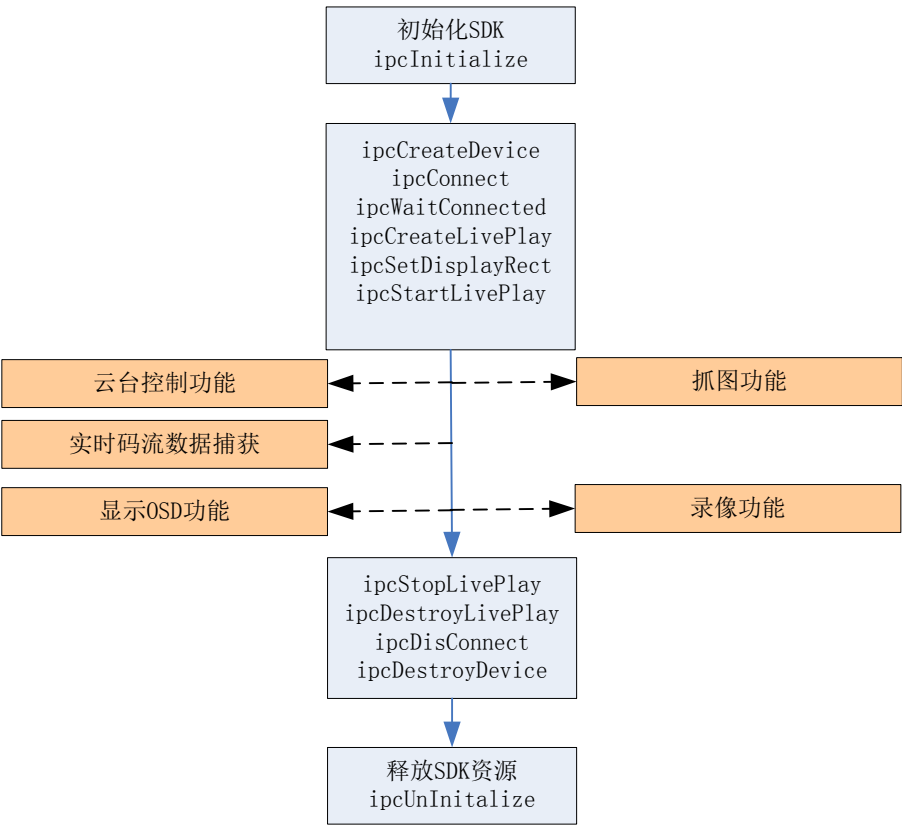 初始化SDK
ipcInitialize
ipcCreateDevice
ipcConnect
ipcWaitConnected
ipcCreateLivePlay
ipcSetDisplayRect
ipcStartLivePlay
云台控制功能
抓图功能
实时码流数据捕获
显示OSD功能
录像功能
ipcStopLivePlay
ipcDestroyLivePlay
ipcDisConnect
ipcDestroyDevice
释放SDK资源
ipcUnInitalize